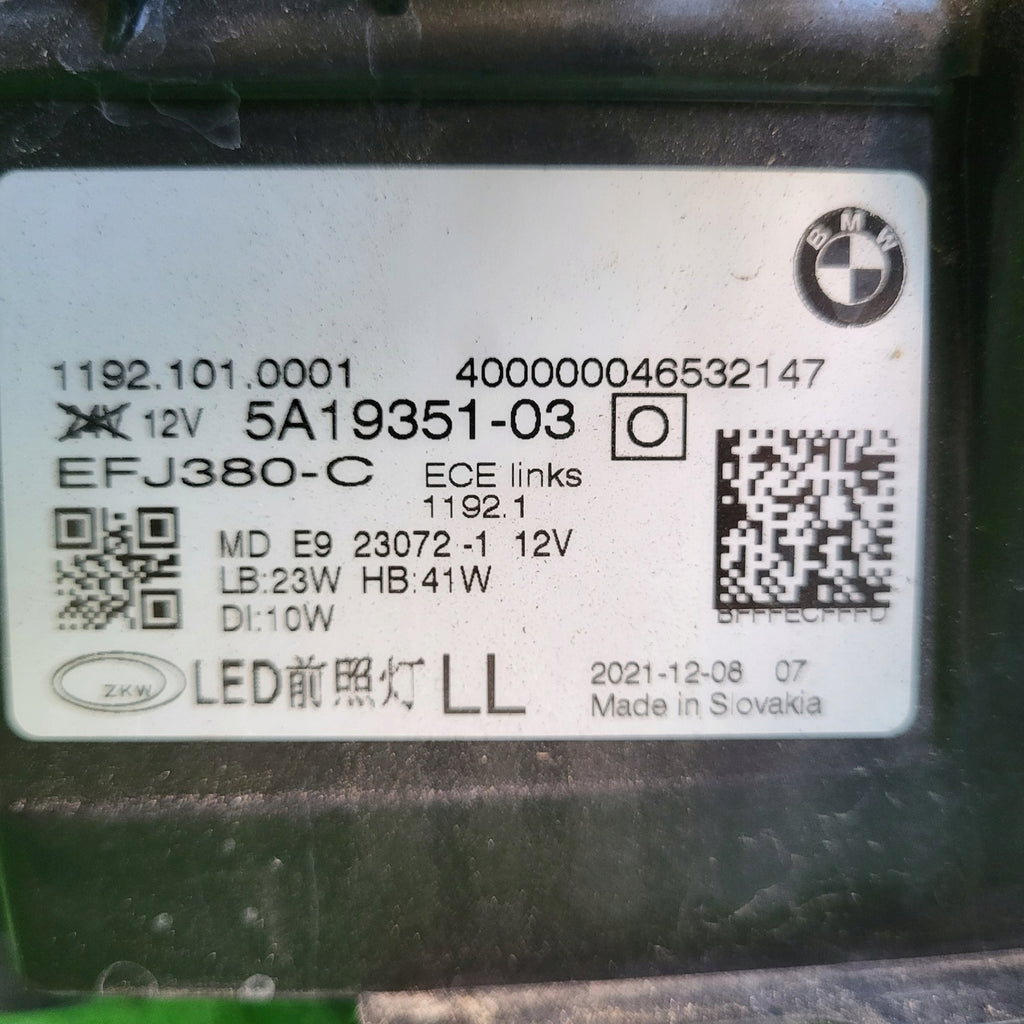 BMW
1192.101.0001 400000046532147
24V 12V 5A19351-03 O
EFJ380-C ECE links
1192.1
MD E9 23072 -1 12V
LB:23W HB:41W
DI:10W
BFFFECFFFD
ZKW LED前照灯 LL
2021-12-08 07
Made in Slovakia